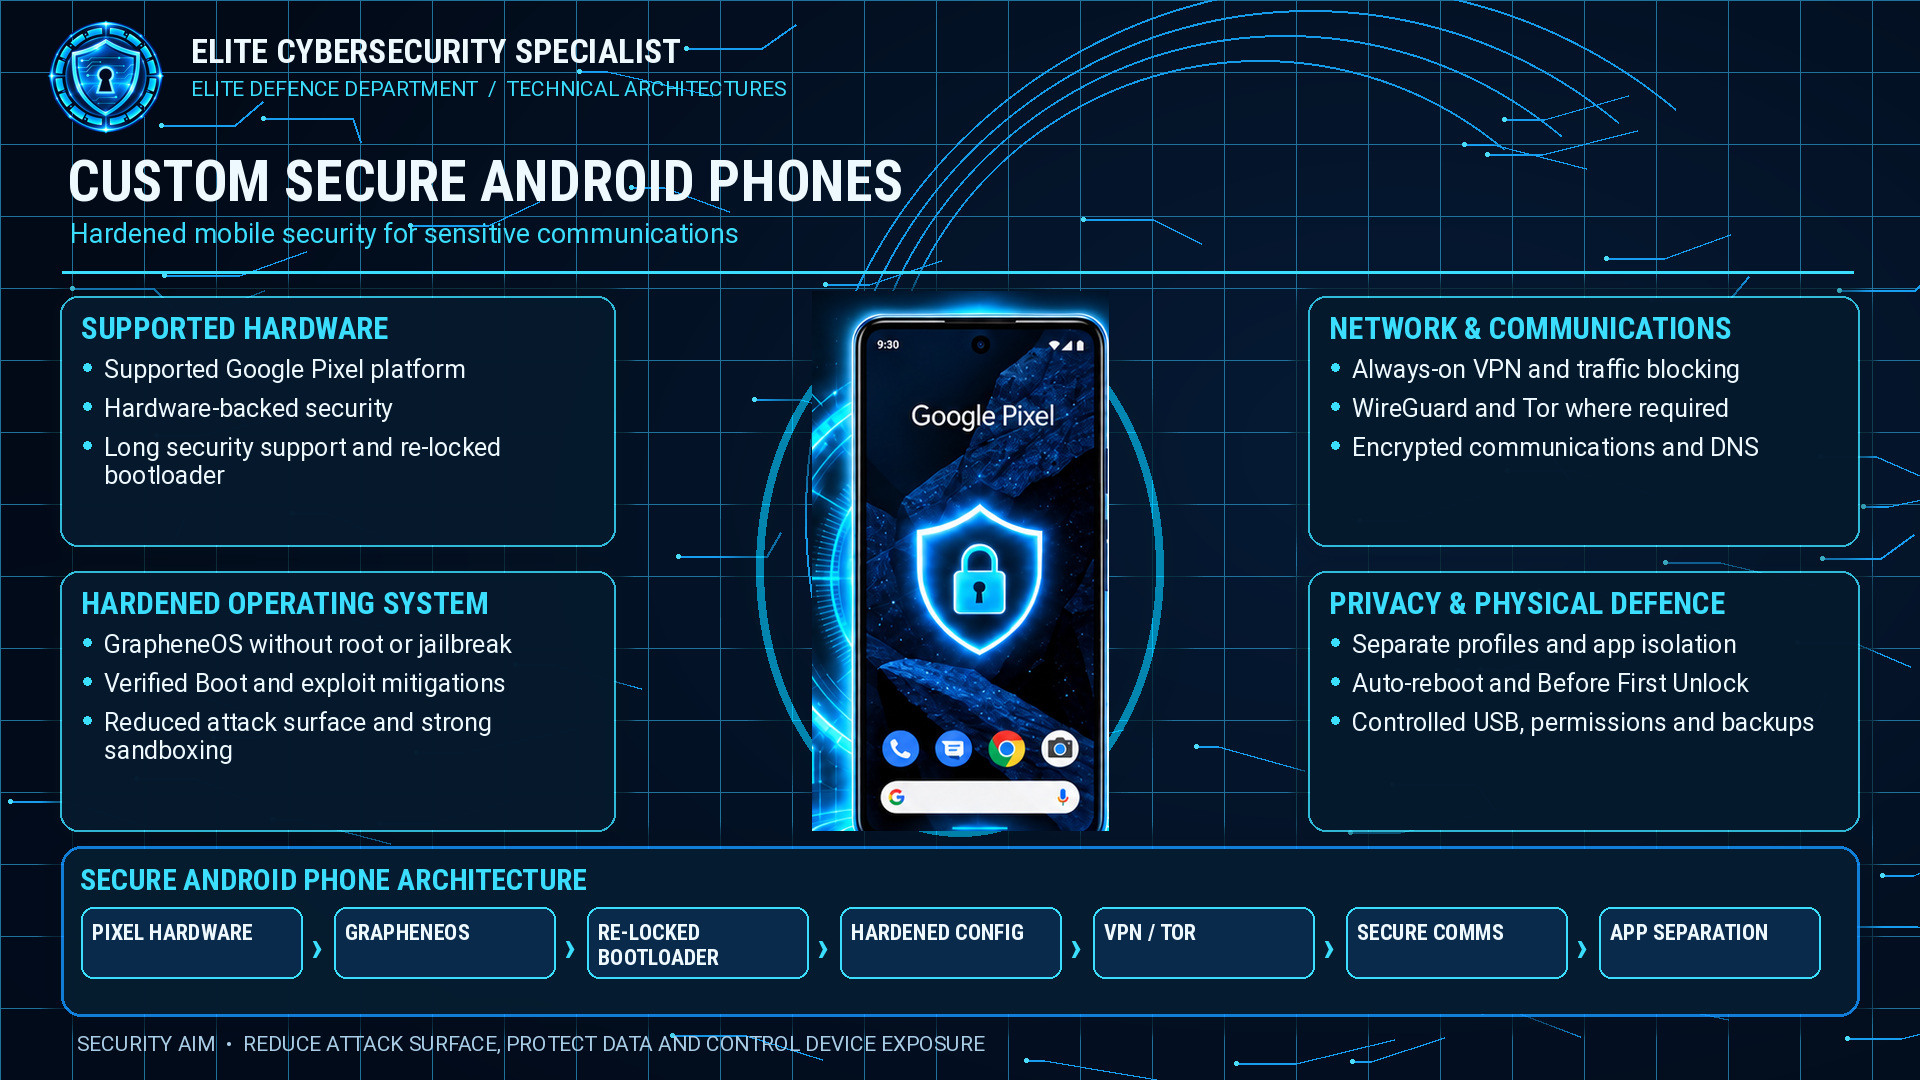 ELITE CYBERSECURITY SPECIALIST
ELITE DEFENCE DEPARTMENT / TECHNICAL ARCHITECTURES
CUSTOM SECURE ANDROID PHONES
Hardened mobile security for sensitive communications
SUPPORTED HARDWARE
• Supported Google Pixel platform
• Hardware-backed security
• Long security support and re-locked
bootloader
HARDENED OPERATING SYSTEM
• GrapheneOS without root or jailbreak
• Verified Boot and exploit mitigations
• Reduced attack surface and strong
sandboxing
9:30
Google Pixel
G
NETWORK & COMMUNICATIONS
• Always-on VPN and traffic blocking
• WireGuard and Tor where required
• Encrypted communications and DNS
PRIVACY & PHYSICAL DEFENCE
• Separate profiles and app isolation
• Auto-reboot and Before First Unlock
• Controlled USB, permissions and backups
SECURE ANDROID PHONE ARCHITECTURE
PIXEL HARDWARE › GRAPHENEOS › RE-LOCKED
BOOTLOADER › HARDENED CONFIG › VPN / TOR › SECURE COMMS › APP SEPARATION
SECURITY AIM • REDUCE ATTACK SURFACE, PROTECT DATA AND CONTROL DEVICE EXPOSURE